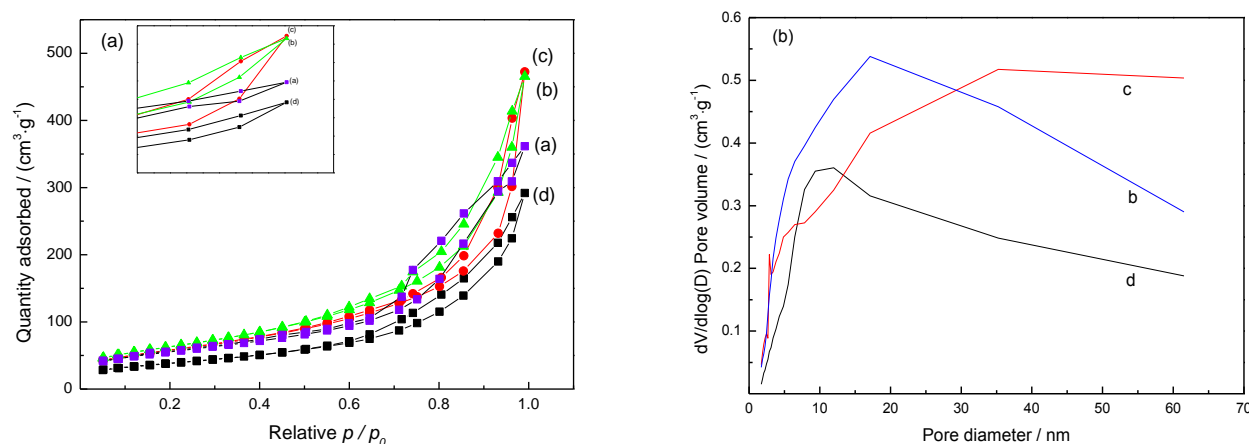 (a)
(c)
(b)
(a)
(d)
500
400
300
200
100
0
Quantity adsorbed / (cm³·g⁻¹)
(c)
(b)
(a)
(d)
0.2
0.4
0.6
0.8
1.0
Relative p / p₀
(b)
0.6
0.5
0.4
0.3
0.2
0.1
dV/dlog(D) Pore volume / (cm³·g⁻¹)
c
b
d
0
10
20
30
40
50
60
70
Pore diameter / nm